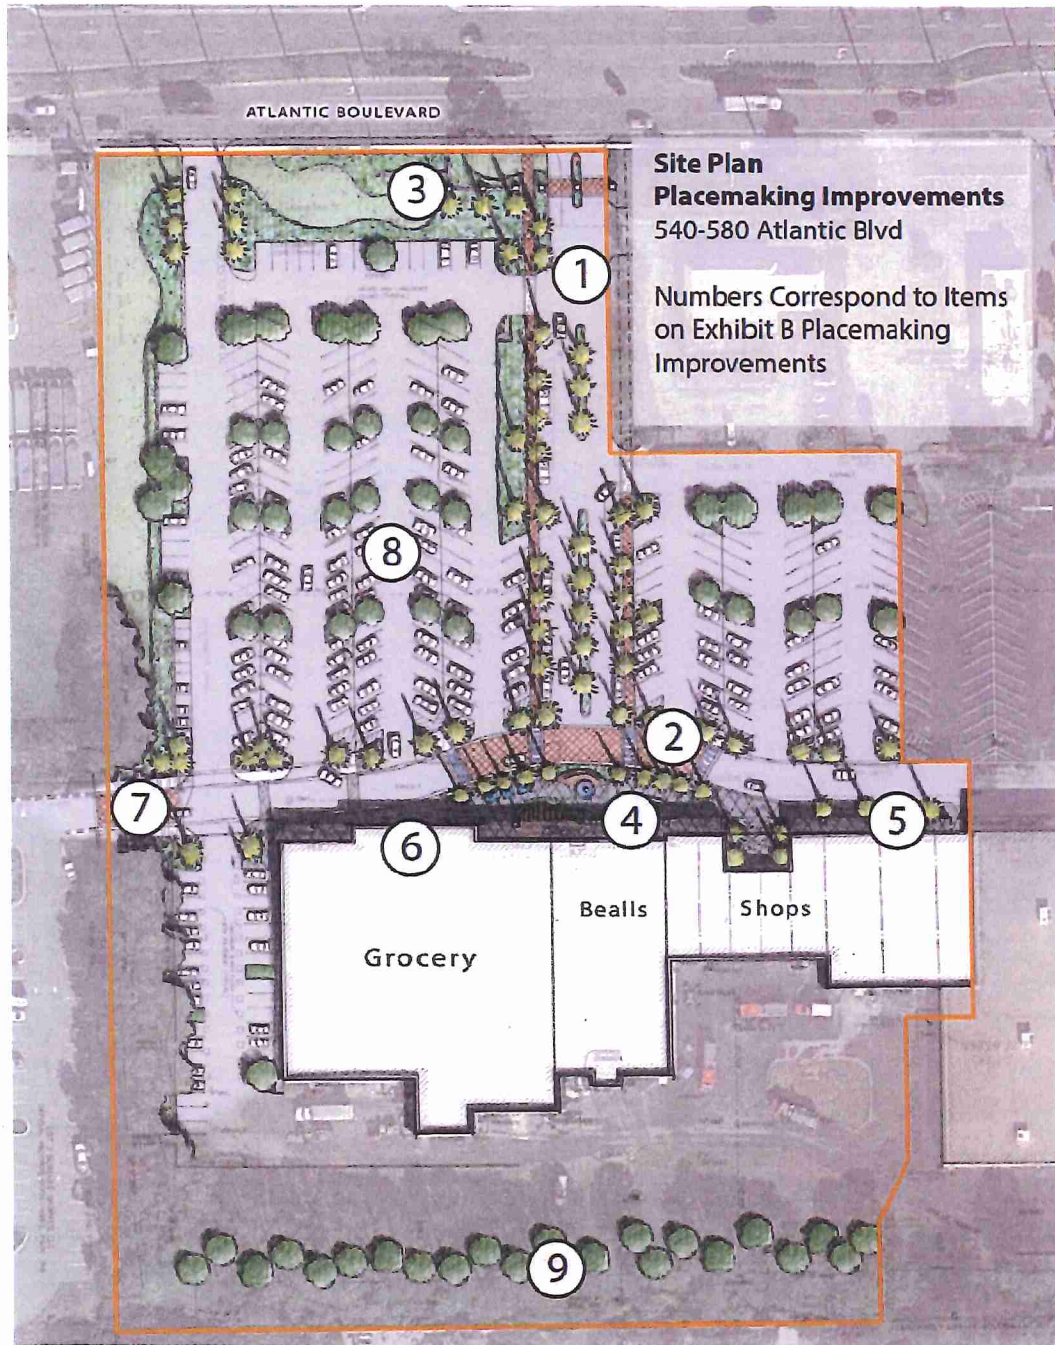 ATLANTIC BOULEVARD
Site Plan
Placemaking Improvements
540-580 Atlantic Blvd
Numbers Correspond to Items
on Exhibit B Placemaking
Improvements
3
1
8
2
7
4
5
6
Bealls
Shops
Grocery
9